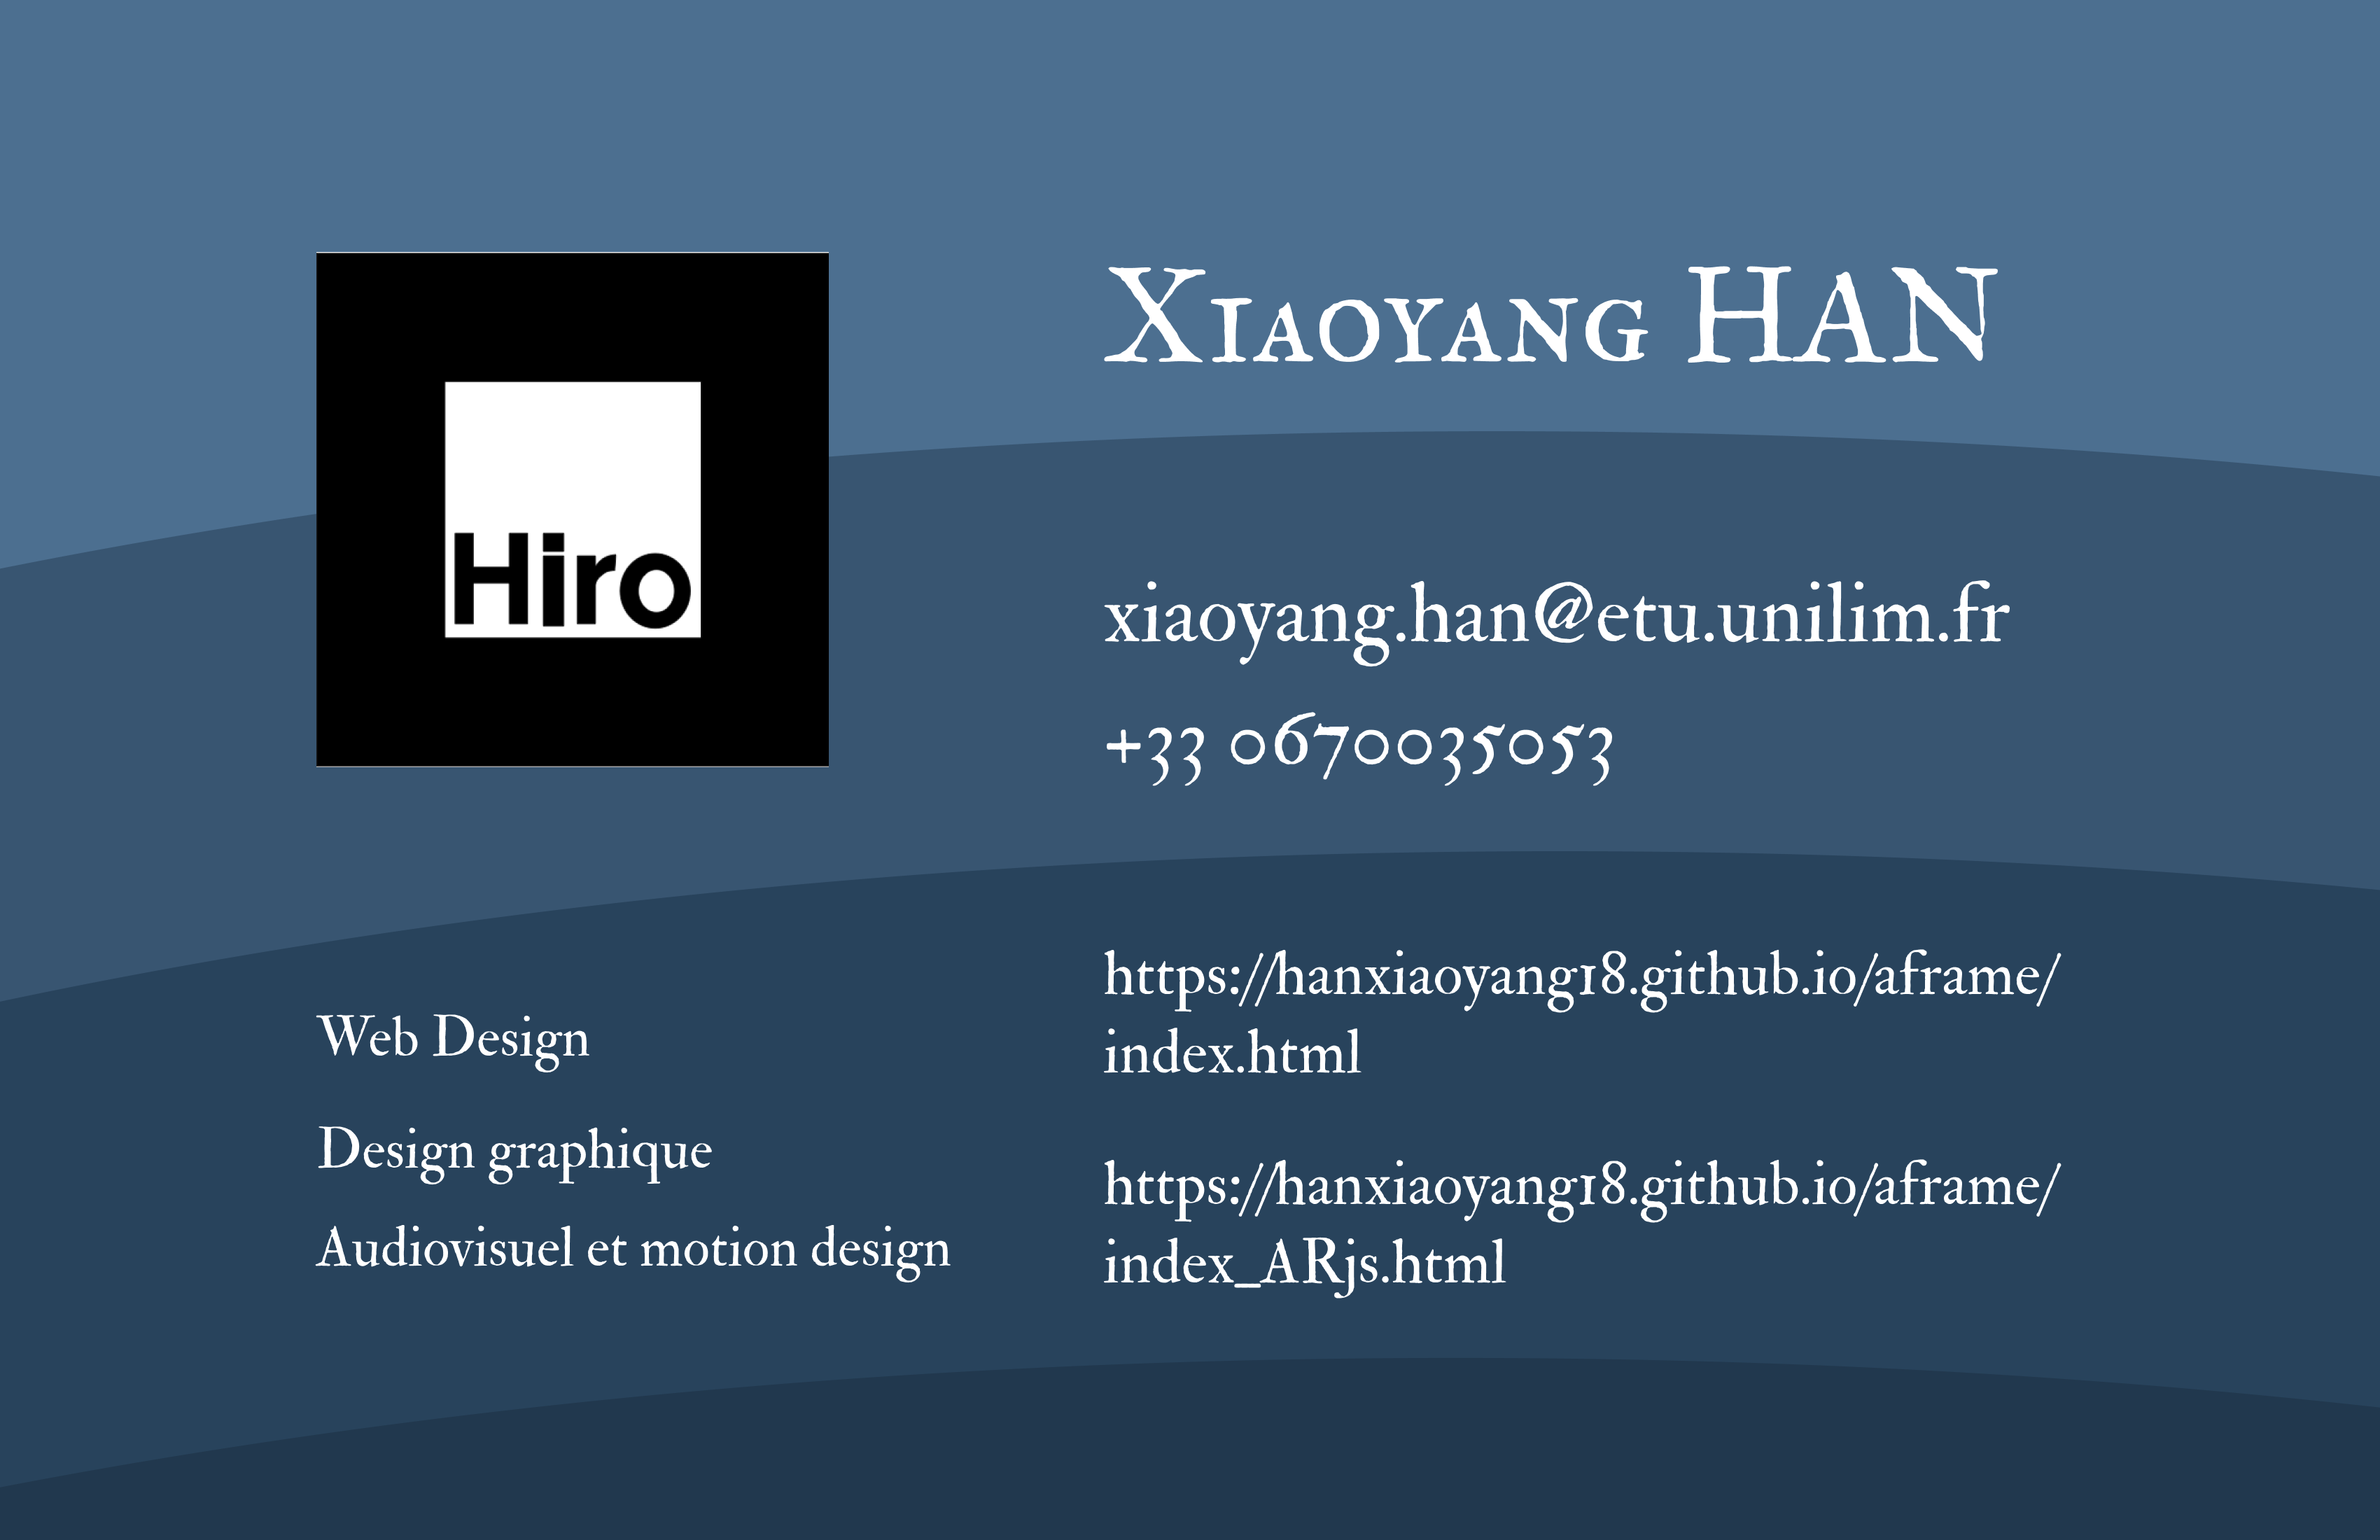 Hiro
Xiaoyang HAN
xiaoyang.han@etu.unilim.fr
+33 0670035053
Web Design
Design graphique
Audiovisuel et motion design
https://hanxiaoyang18.github.io/aframe/
index.html
https://hanxiaoyang18.github.io/aframe/
index_ARjs.html